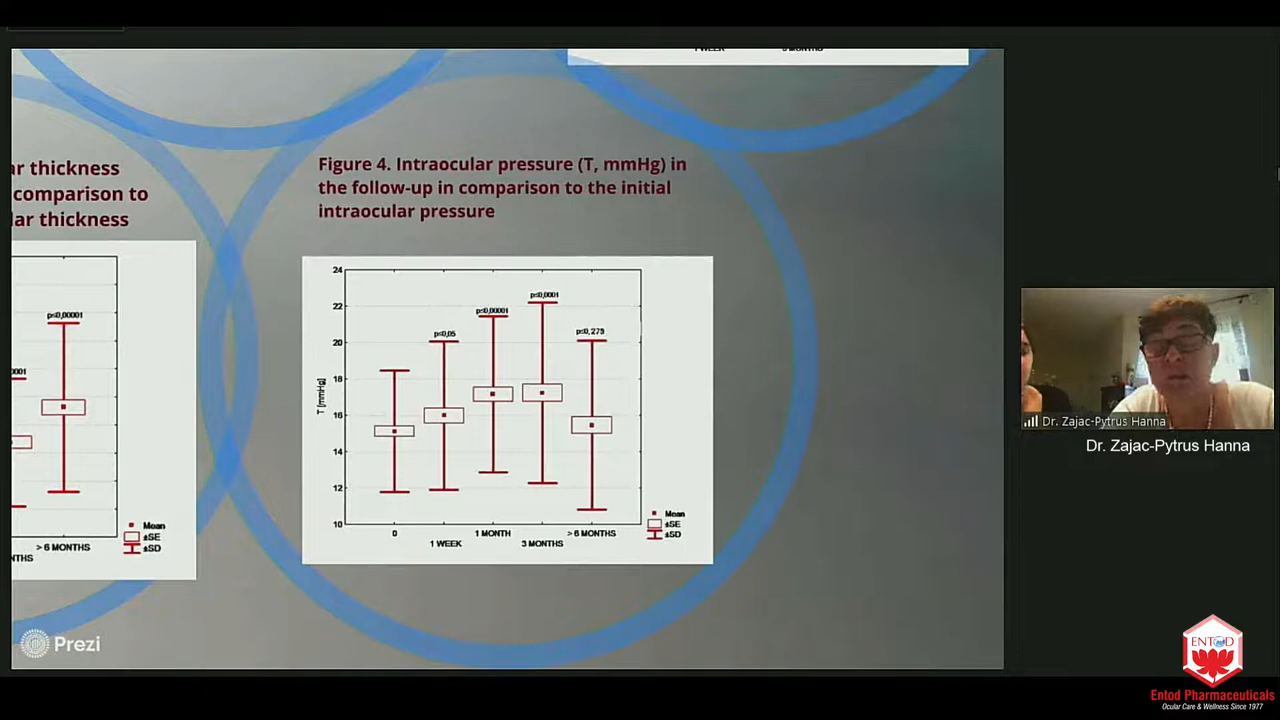 1 WEEK
3 MONTHS
ar thickness
comparison to
lar thickness
p≤0,00001
0001
> 6 MONTHS
NTHS
Mean
±SE
±SD
Figure 4. Intraocular pressure (T, mmHg) in
the follow-up in comparison to the initial
intraocular pressure
T [mmHg]
24
22
20
18
16
14
12
10
p≤0,05
p≤0,00001
p≤0,0001
p≤0,279
0
1 WEEK
1 MONTH
3 MONTHS
> 6 MONTHS
Mean
±SE
±SD
Prezi
Dr. Zajac-Pytrus Hanna
Dr. Zajac-Pytrus Hanna
ENTOD
Entod Pharmaceuticals
Ocular Care & Wellness Since 1977